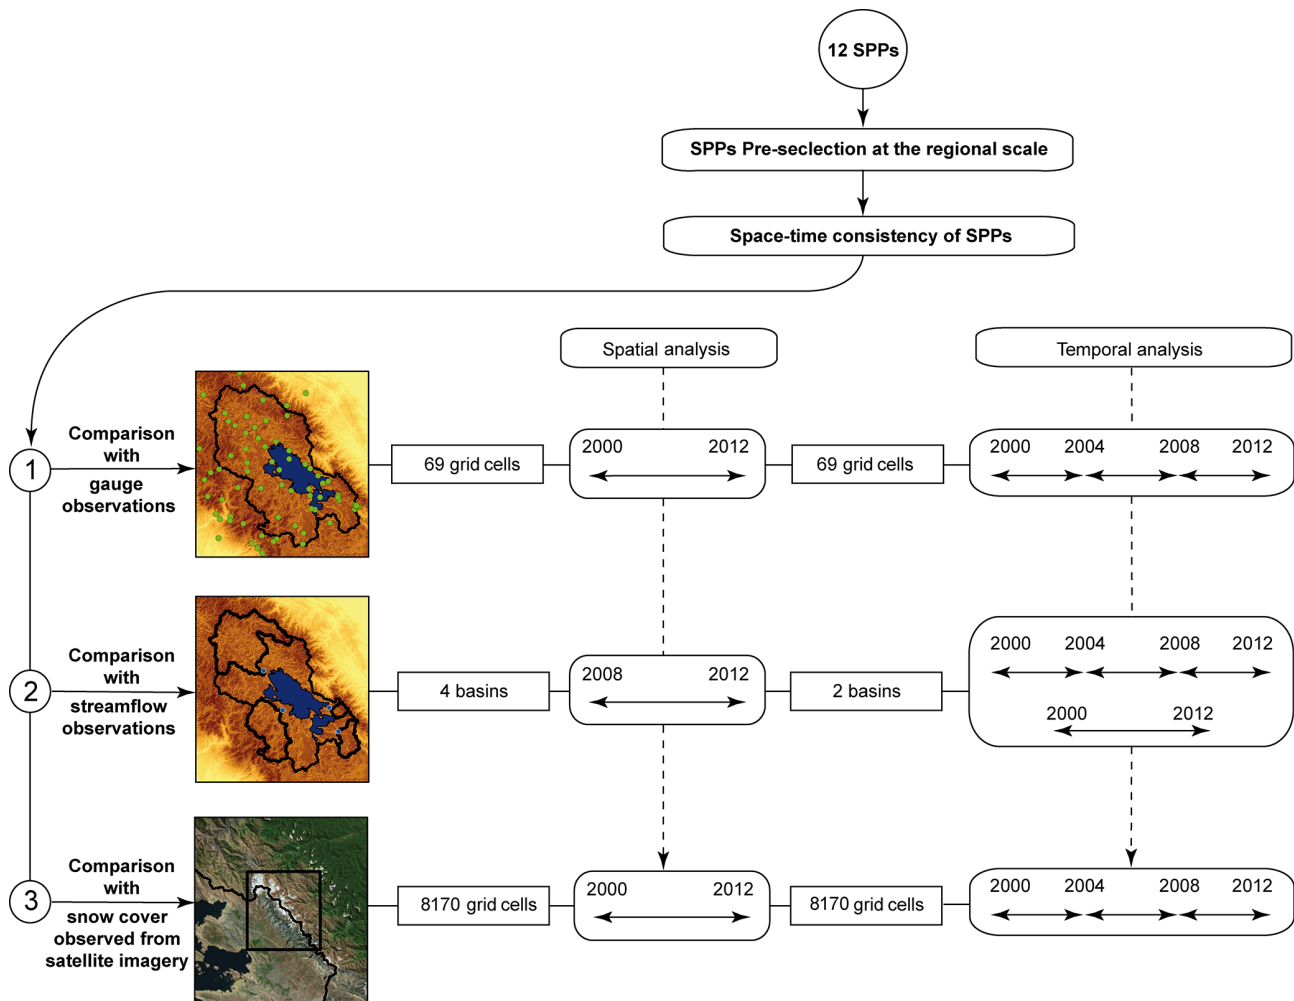 12 SPPs
SPPs Pre-seclection at the regional scale
Space-time consistency of SPPs
Spatial analysis
Temporal analysis
1
Comparison
with
gauge
observations
69 grid cells
2000 2012
69 grid cells
2000 2004 2008 2012
2
Comparison
with
streamflow
observations
4 basins
2008 2012
2 basins
2000 2004 2008 2012
2000 2012
3
Comparison
with
snow cover
observed from
satellite imagery
8170 grid cells
2000 2012
8170 grid cells
2000 2004 2008 2012